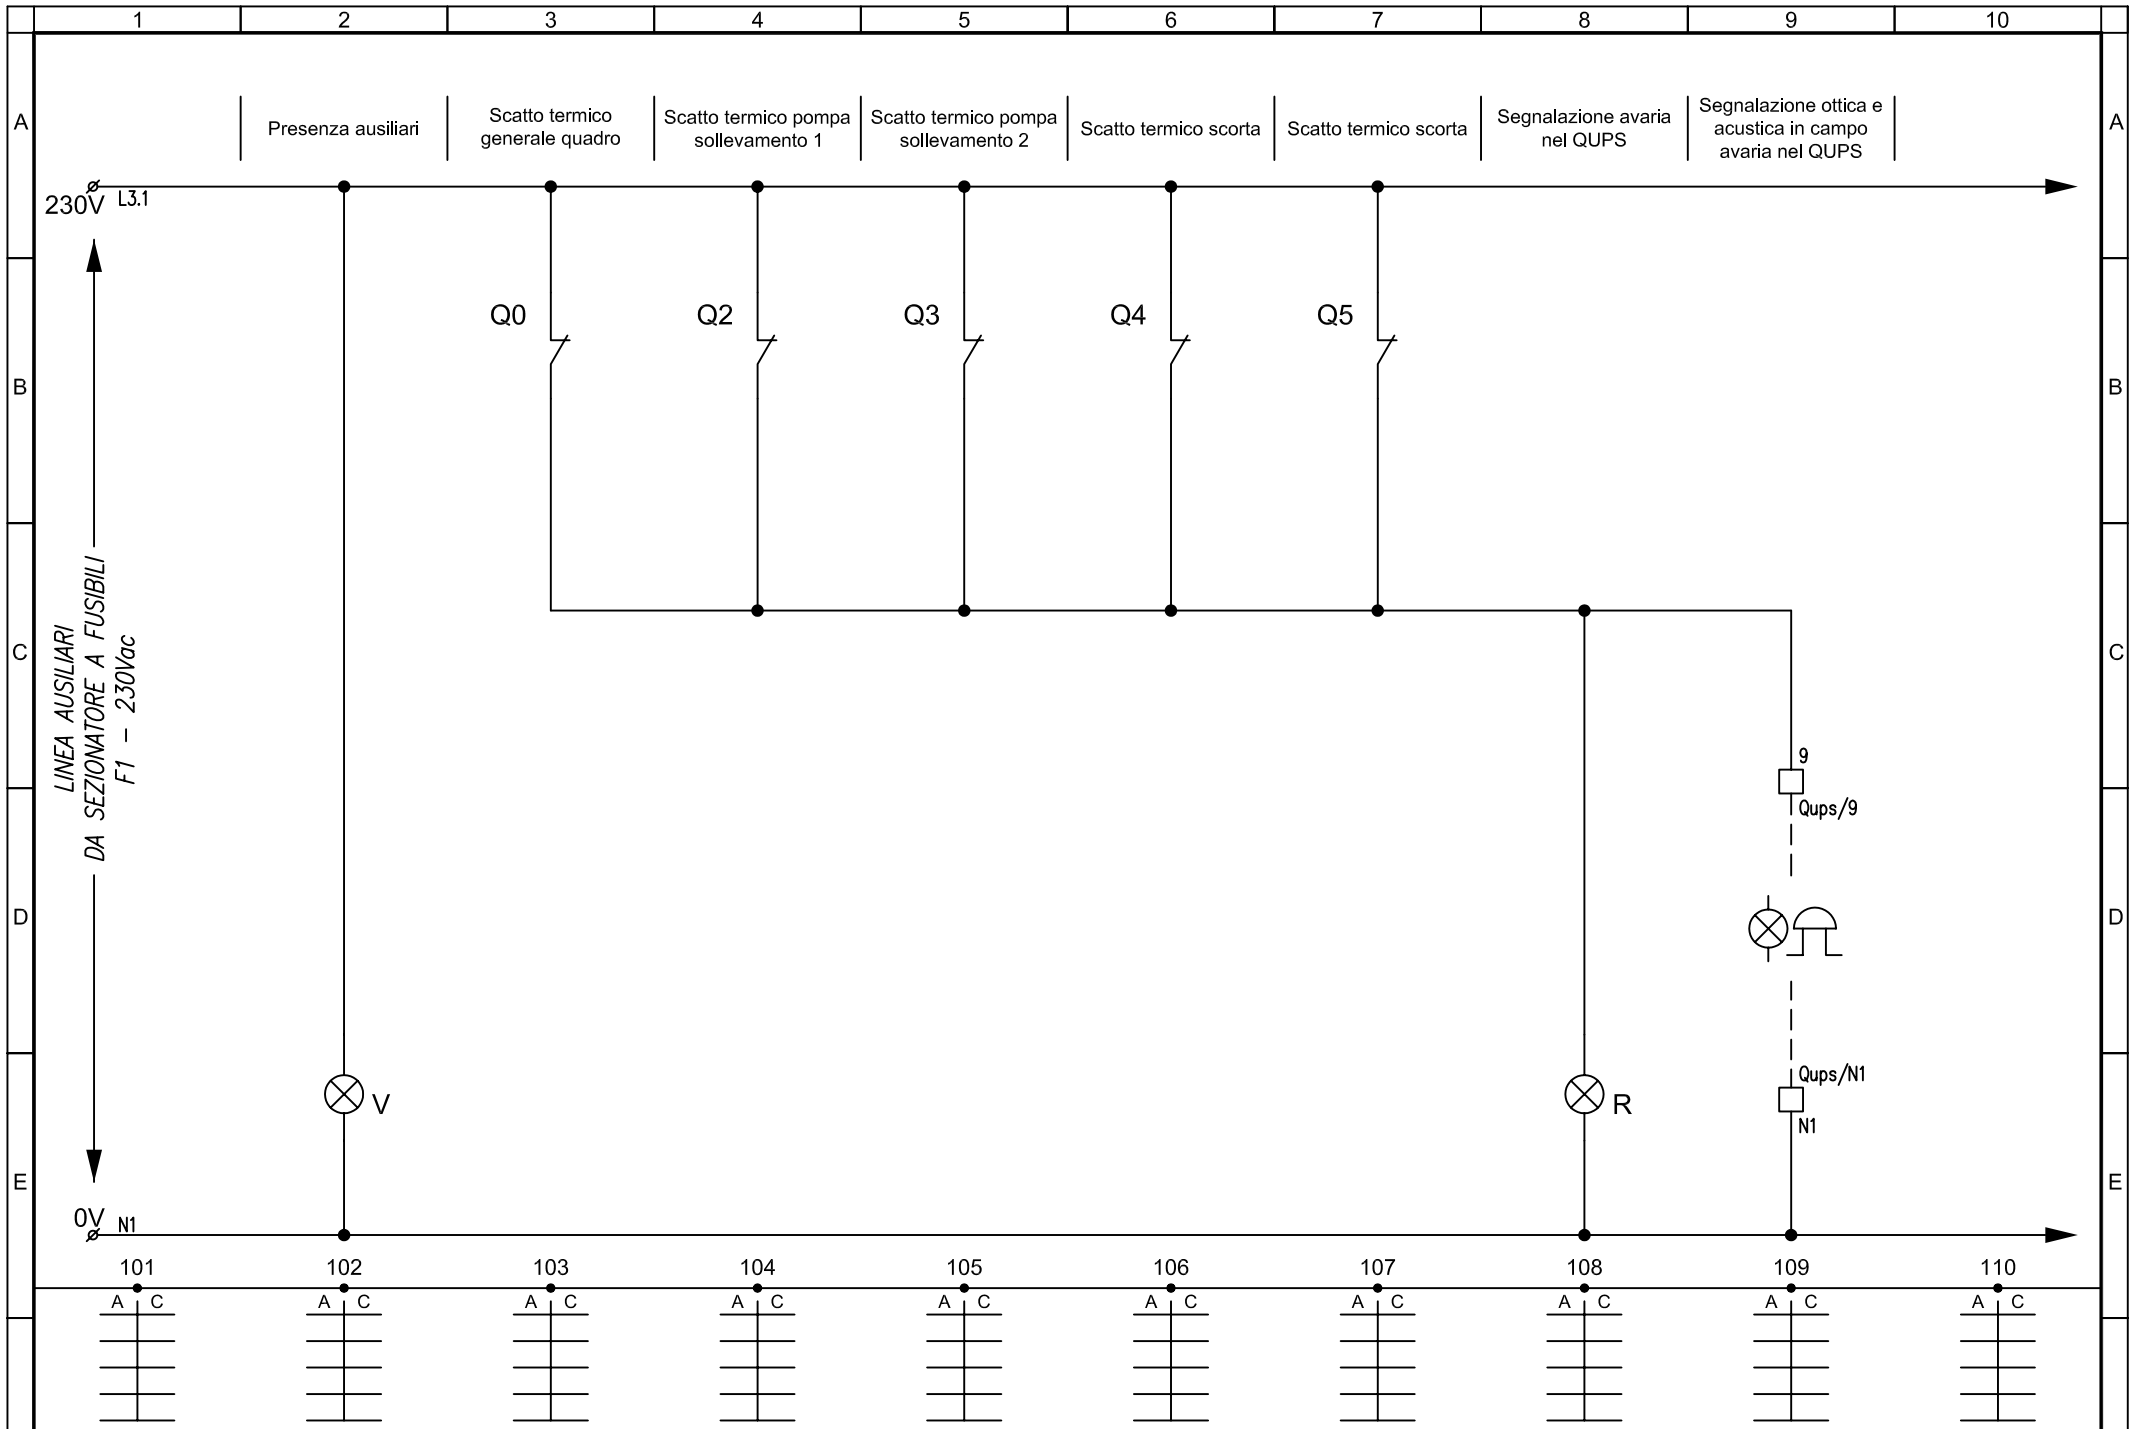 1 2 3 4 5 6 7 8 9 10
A A
Presenza ausiliari
Scatto termico
generale quadro
Scatto termico pompa
sollevamento 1
Scatto termico pompa
sollevamento 2
Scatto termico scorta
Scatto termico scorta
Segnalazione avaria
nel QUPS
Segnalazione ottica e
acustica in campo
avaria nel QUPS
230V L3.1
Q0 Q2 Q3 Q4 Q5
B B
C C
LINEA AUSILIARI
DA SEZIONATORE A FUSIBILI
F1 - 230Vac
9
Qups/9
D D
Qups/N1
V R
N1
E E
0V N1
101 102 103 104 105 106 107 108 109 110
A C A C A C A C A C A C A C A C A C A C